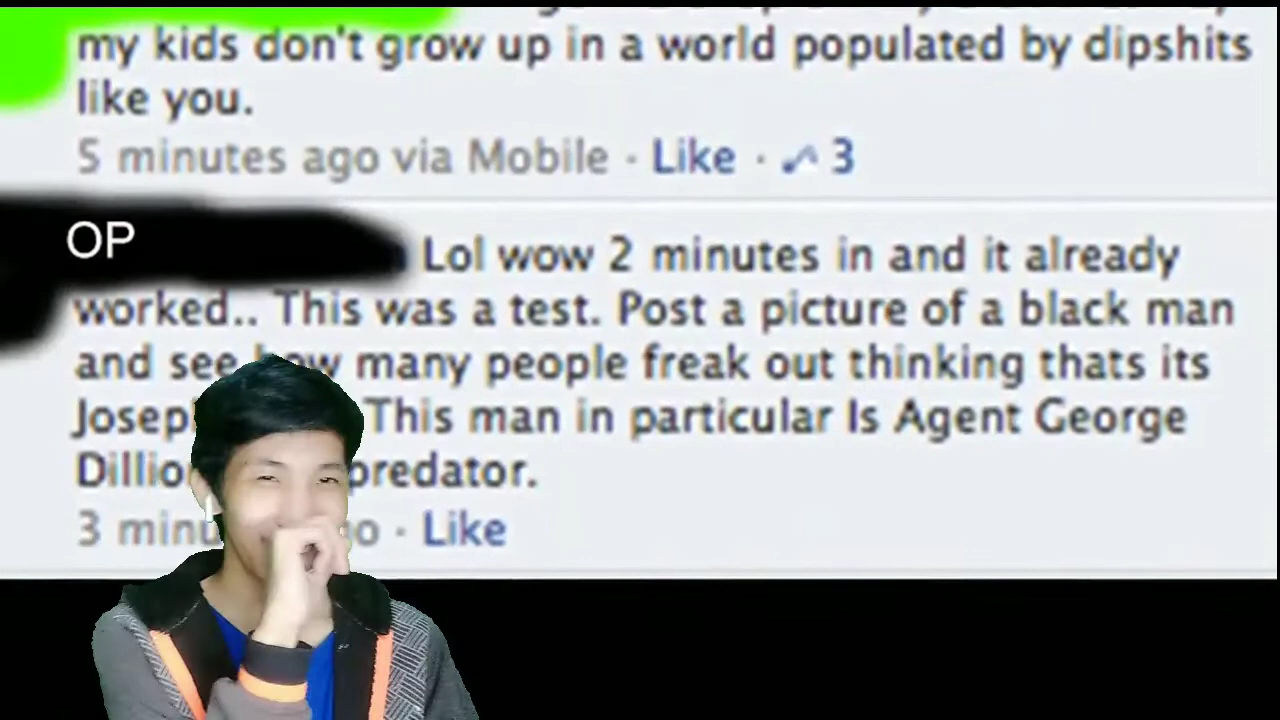 my kids don't grow up in a world populated by dipshits
like you.
5 minutes ago via Mobile · Like · 3
OP
Lol wow 2 minutes in and it already
worked.. This was a test. Post a picture of a black man
and see how many people freak out thinking thats its
This man in particular Is Agent George
predator.
3 · Like